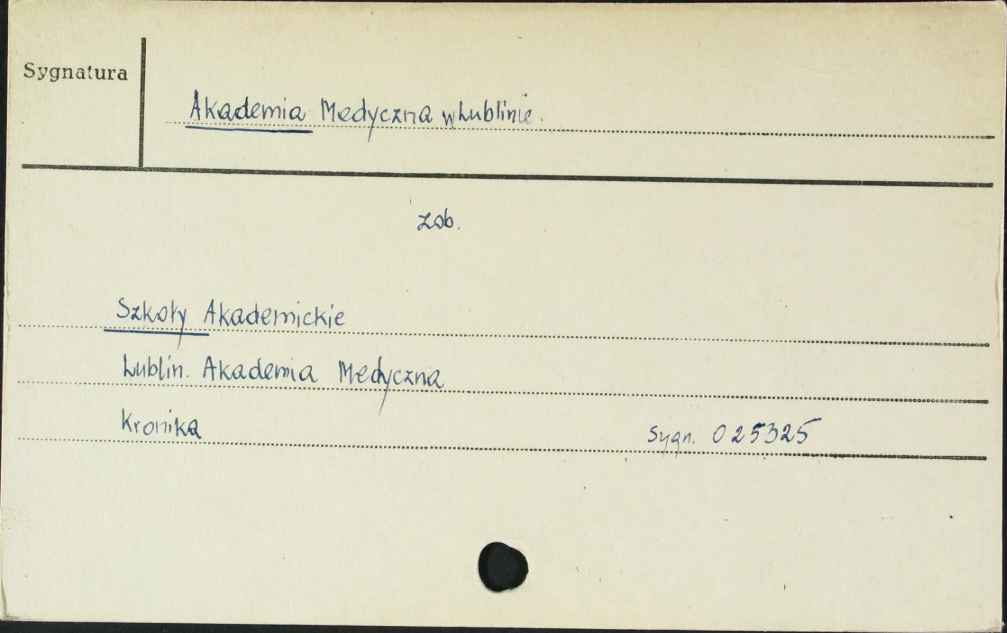 Sygnatura
Akademia Medyczna w Lublinie.
zob.
Szkoły Akademickie
Lublin. Akademia Medyczna
Kronika Sygn. 025325